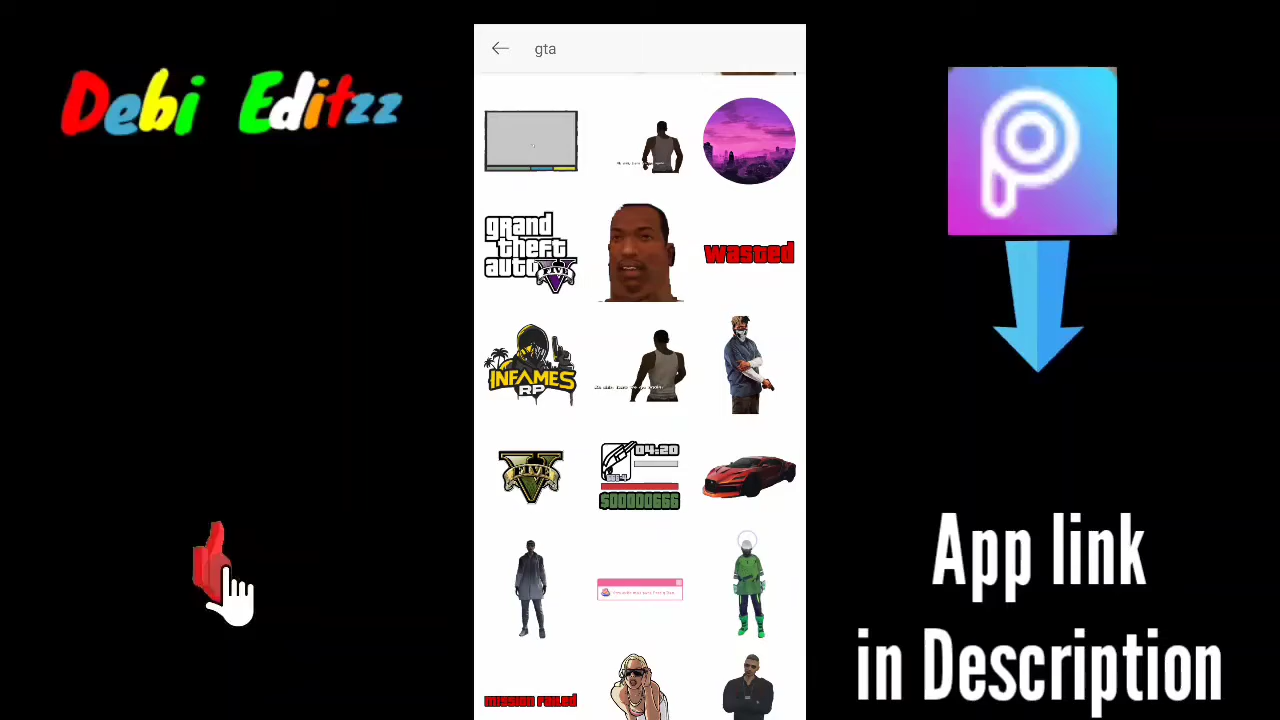 Debi Editzz
gta
grand
theft
auto
FIVE
wasted
INFAMES
RP
FIVE
04:20
$00000666
MISSION FAILED
App link
in Description